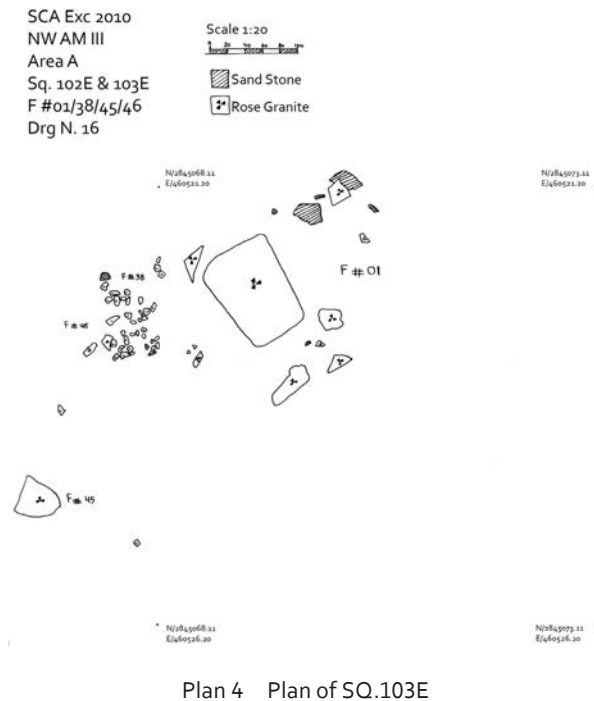 SCA Exc 2010
NW AM III
Area A
Sq. 102E & 103E
F #01/38/45/46
Drg N. 16
Scale 1:20
Sand Stone
Rose Granite
N/2845068.11
E/460521.20
N/2845073.11
E/460521.20
F # 38
F # 01
F # 46
F # 45
N/2845068.11
E/460526.20
N/2845073.11
E/460526.20
Plan 4 Plan of SQ.103E